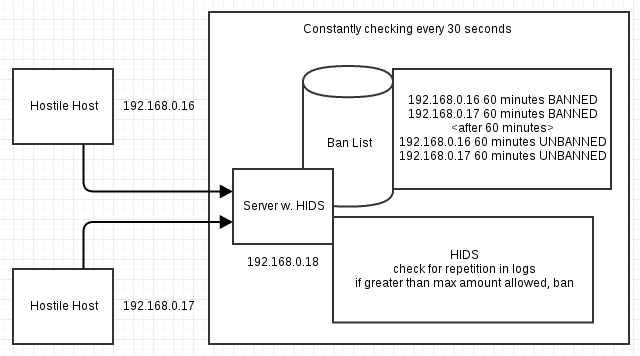 Constantly checking every 30 seconds
Hostile Host
192.168.0.16
192.168.0.16 60 minutes BANNED
192.168.0.17 60 minutes BANNED
<after 60 minutes>
192.168.0.16 60 minutes UNBANNED
192.168.0.17 60 minutes UNBANNED
Ban List
Server w. HIDS
192.168.0.18
HIDS
check for repetition in logs
if greater than max amount allowed, ban
Hostile Host
192.168.0.17